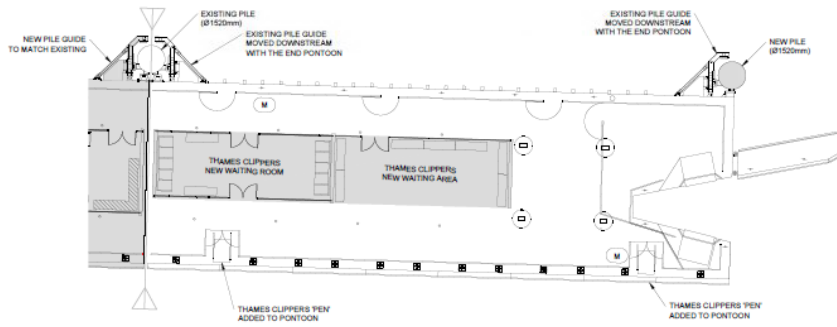 EXISTING PILE
(Ø1520mm)
NEW PILE GUIDE
TO MATCH EXISTING
EXISTING PILE GUIDE
MOVED DOWNSTREAM
WITH THE END PONTOON
EXISTING PILE GUIDE
MOVED DOWNSTREAM
WITH THE END PONTOON
NEW PILE
(Ø1520mm)
M
THAMES CLIPPERS
NEW WAITING ROOM
THAMES CLIPPERS
NEW WAITING AREA
M
THAMES CLIPPERS 'PEN'
ADDED TO PONTOON
THAMES CLIPPERS 'PEN'
ADDED TO PONTOON